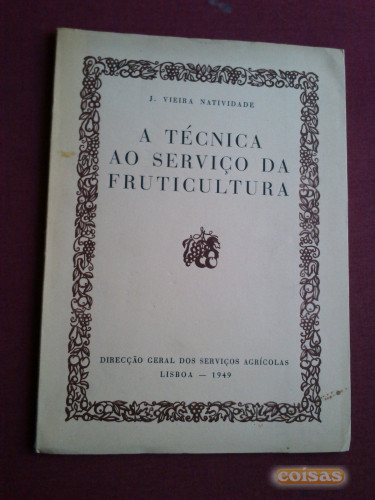 J. VIEIRA NATIVIDADE
A TÉCNICA
AO SERVIÇO DA
FRUTICULTURA
DIRECÇÃO GERAL DOS SERVIÇOS AGRÍCOLAS
LISBOA — 1949
coisas